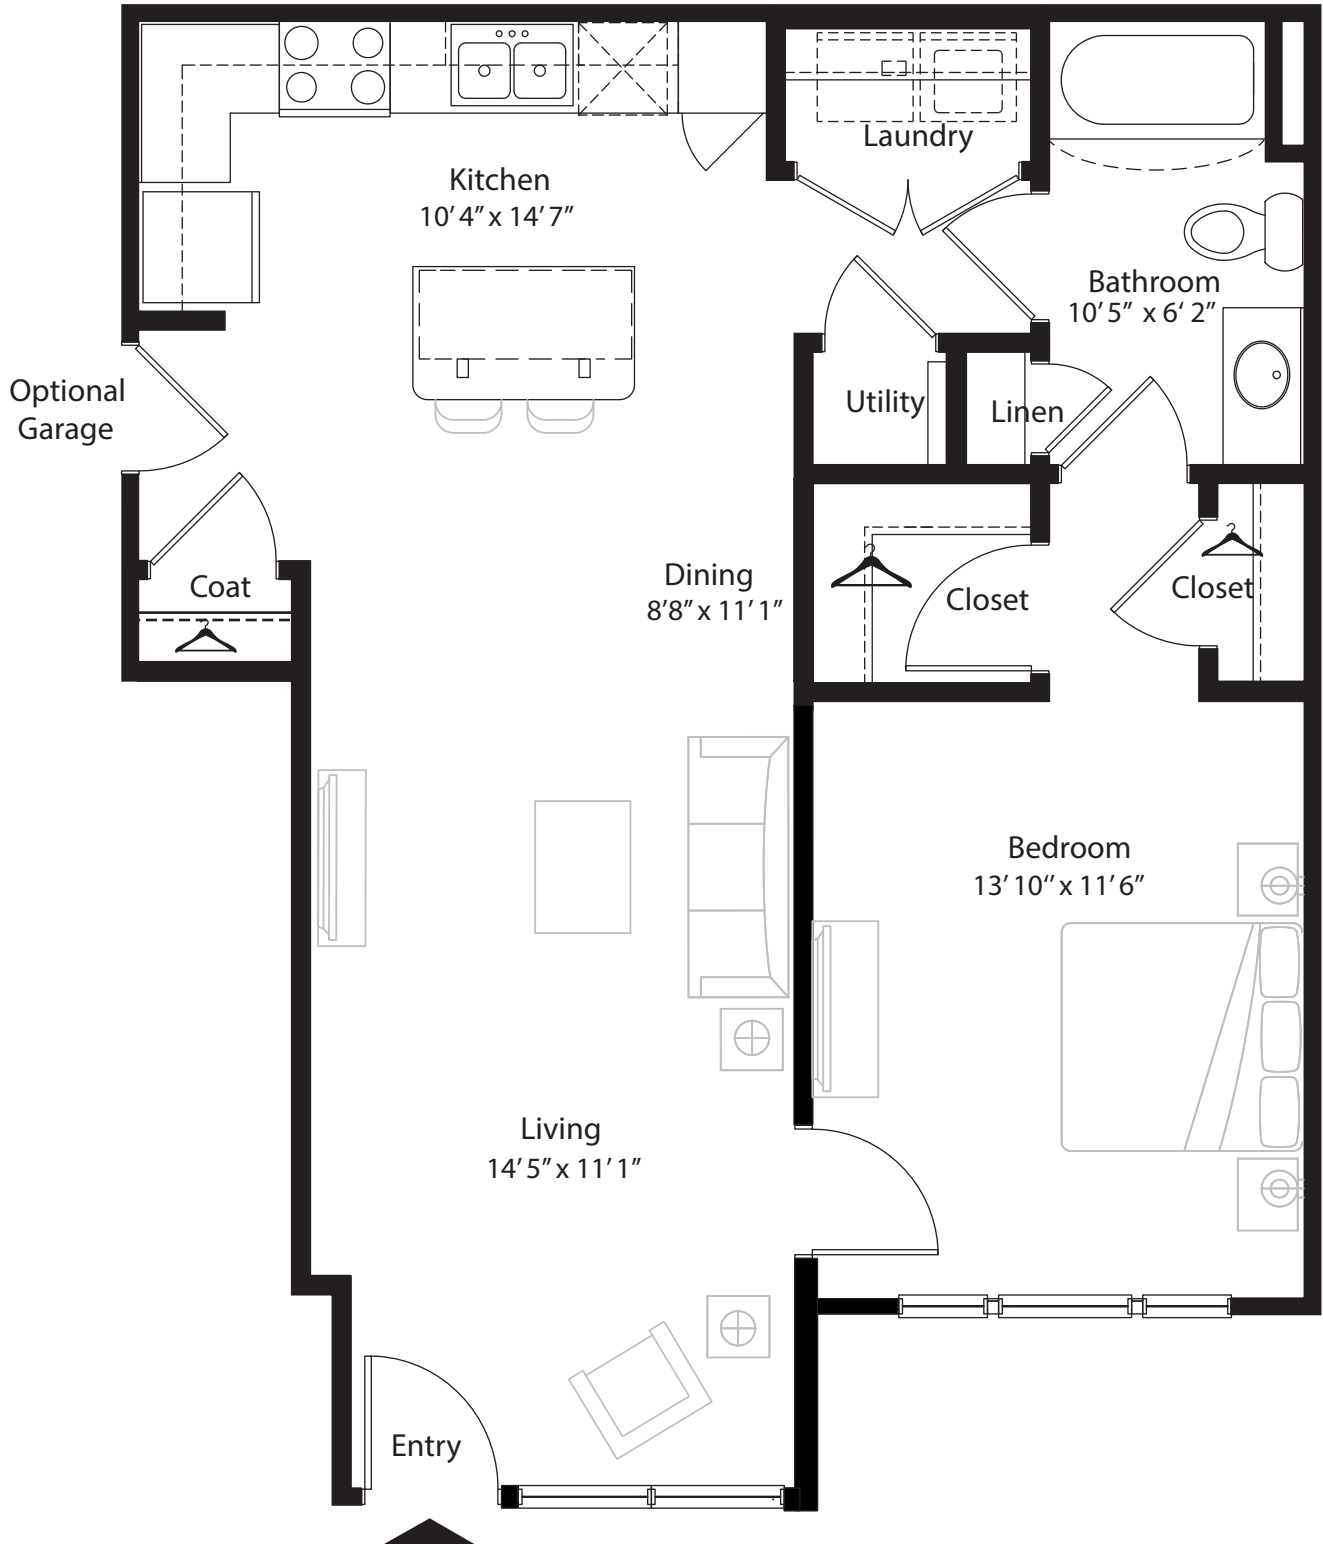 Laundry
Kitchen
10’ 4” x 14’ 7”
Bathroom
10’ 5” x 6‘ 2”
Optional
Garage
Utility
Linen
Coat
Dining
8’8” x 11’ 1”
Closet
Closet
Bedroom
13’ 10’’ x 11’ 6”
Living
14’ 5” x 11’ 1”
Entry